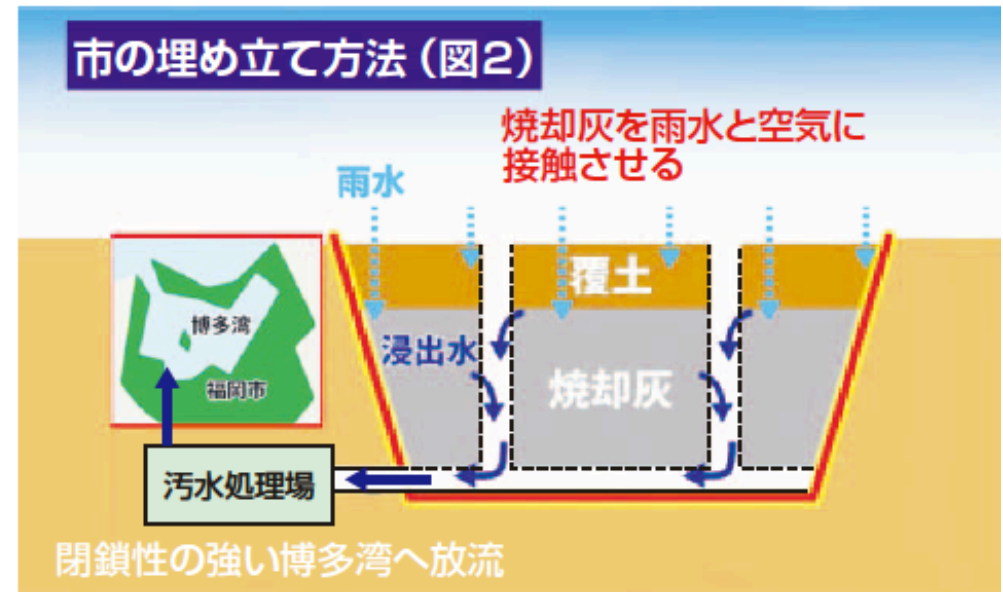 市の埋め立て方法(図2)
焼却灰を雨水と空気に
接触させる
雨水
覆土
博多湾
浸出水
福岡市
焼却灰
汚水処理場
閉鎖性の強い博多湾へ放流